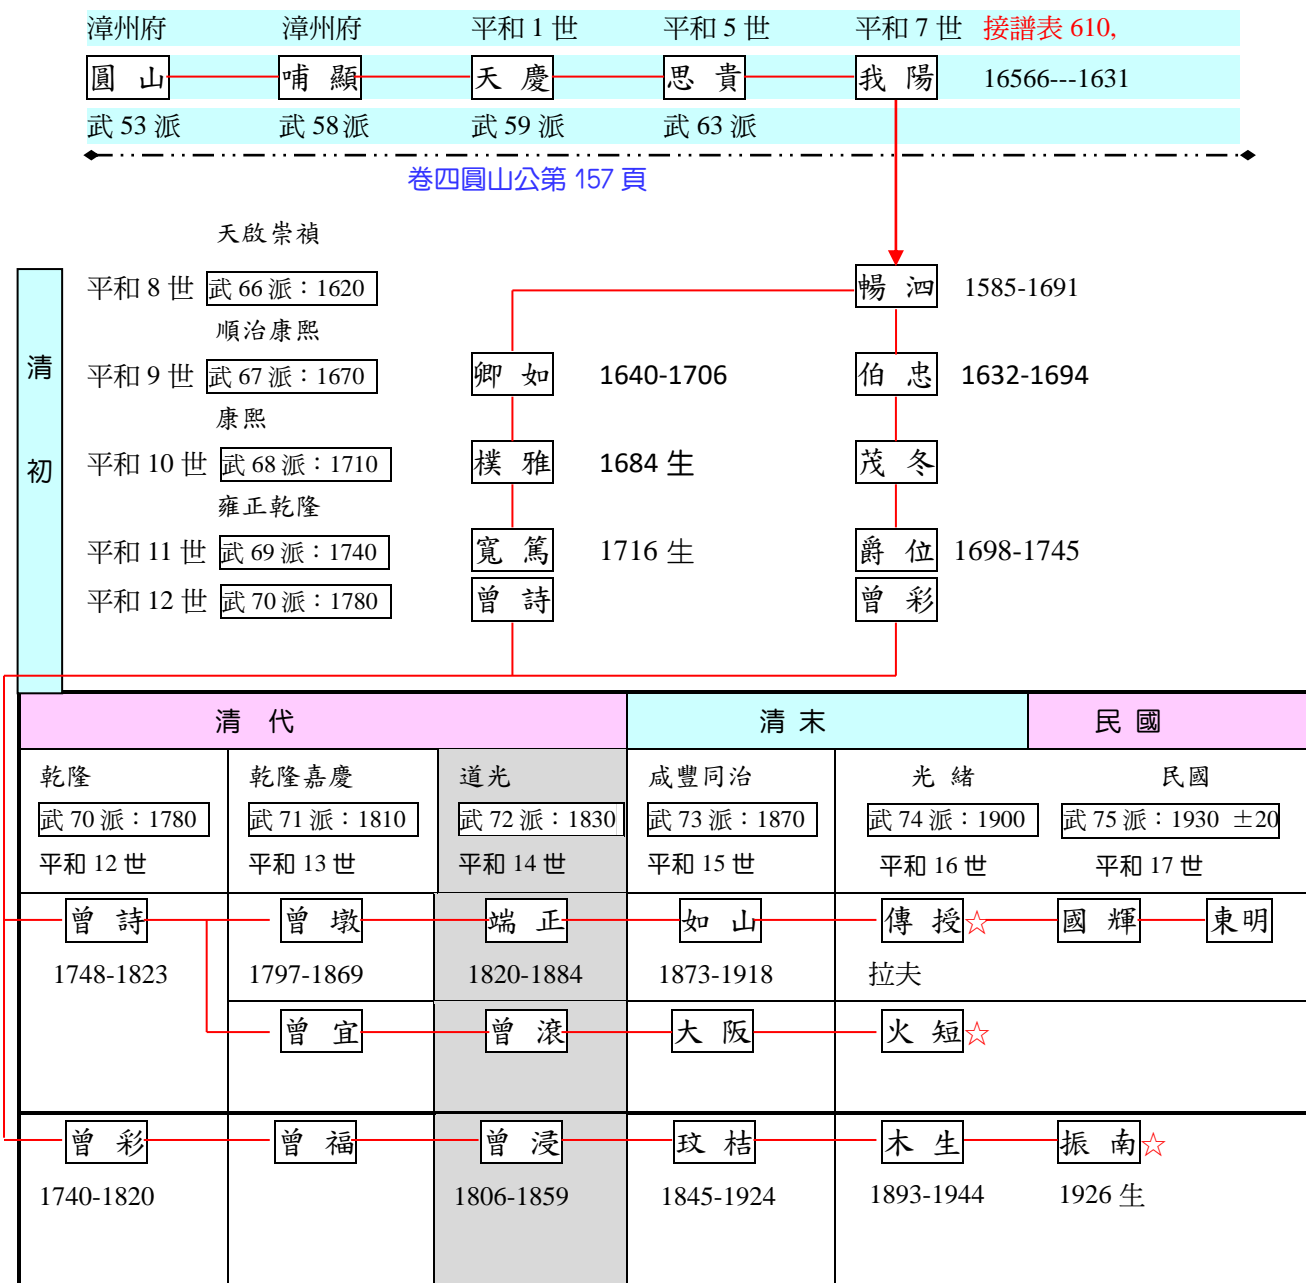 漳州府 漳州府 平和 1 世 平和 5 世 平和 7 世 接譜表 610,
圓 山 哺 顯 天 慶 思 貴 我 陽 16566---1631
武 53 派 武 58 派 武 59 派 武 63 派
卷四圓山公第 157 頁
天啟崇禎
平和 8 世 武 66 派：1620 暢 泗 1585-1691
順治康熙
清
平和 9 世 武 67 派：1670 卿 如 1640-1706 伯 忠 1632-1694
康熙
初
平和 10 世 武 68 派：1710 樸 雅 1684 生 茂 冬
雍正乾隆
平和 11 世 武 69 派：1740 寬 篤 1716 生 爵 位 1698-1745
平和 12 世 武 70 派：1780 曾 詩 曾 彩
清 代 清 末 民 國
乾隆 乾隆嘉慶 道光 咸豐同治 光 緒 民國
武 70 派：1780 武 71 派：1810 武 72 派：1830 武 73 派：1870 武 74 派：1900 武 75 派：1930 ±20
平和 12 世 平和 13 世 平和 14 世 平和 15 世 平和 16 世 平和 17 世
曾 詩 曾 墩 端 正 如 山 傳 授☆ 國 輝 東明
1748-1823 1797-1869 1820-1884 1873-1918 拉夫
曾 宜 曾 滾 大 阪 火 短☆
曾 彩 曾 福 曾 浸 玟 桔 木 生 振 南☆
1740-1820 1806-1859 1845-1924 1893-1944 1926 生